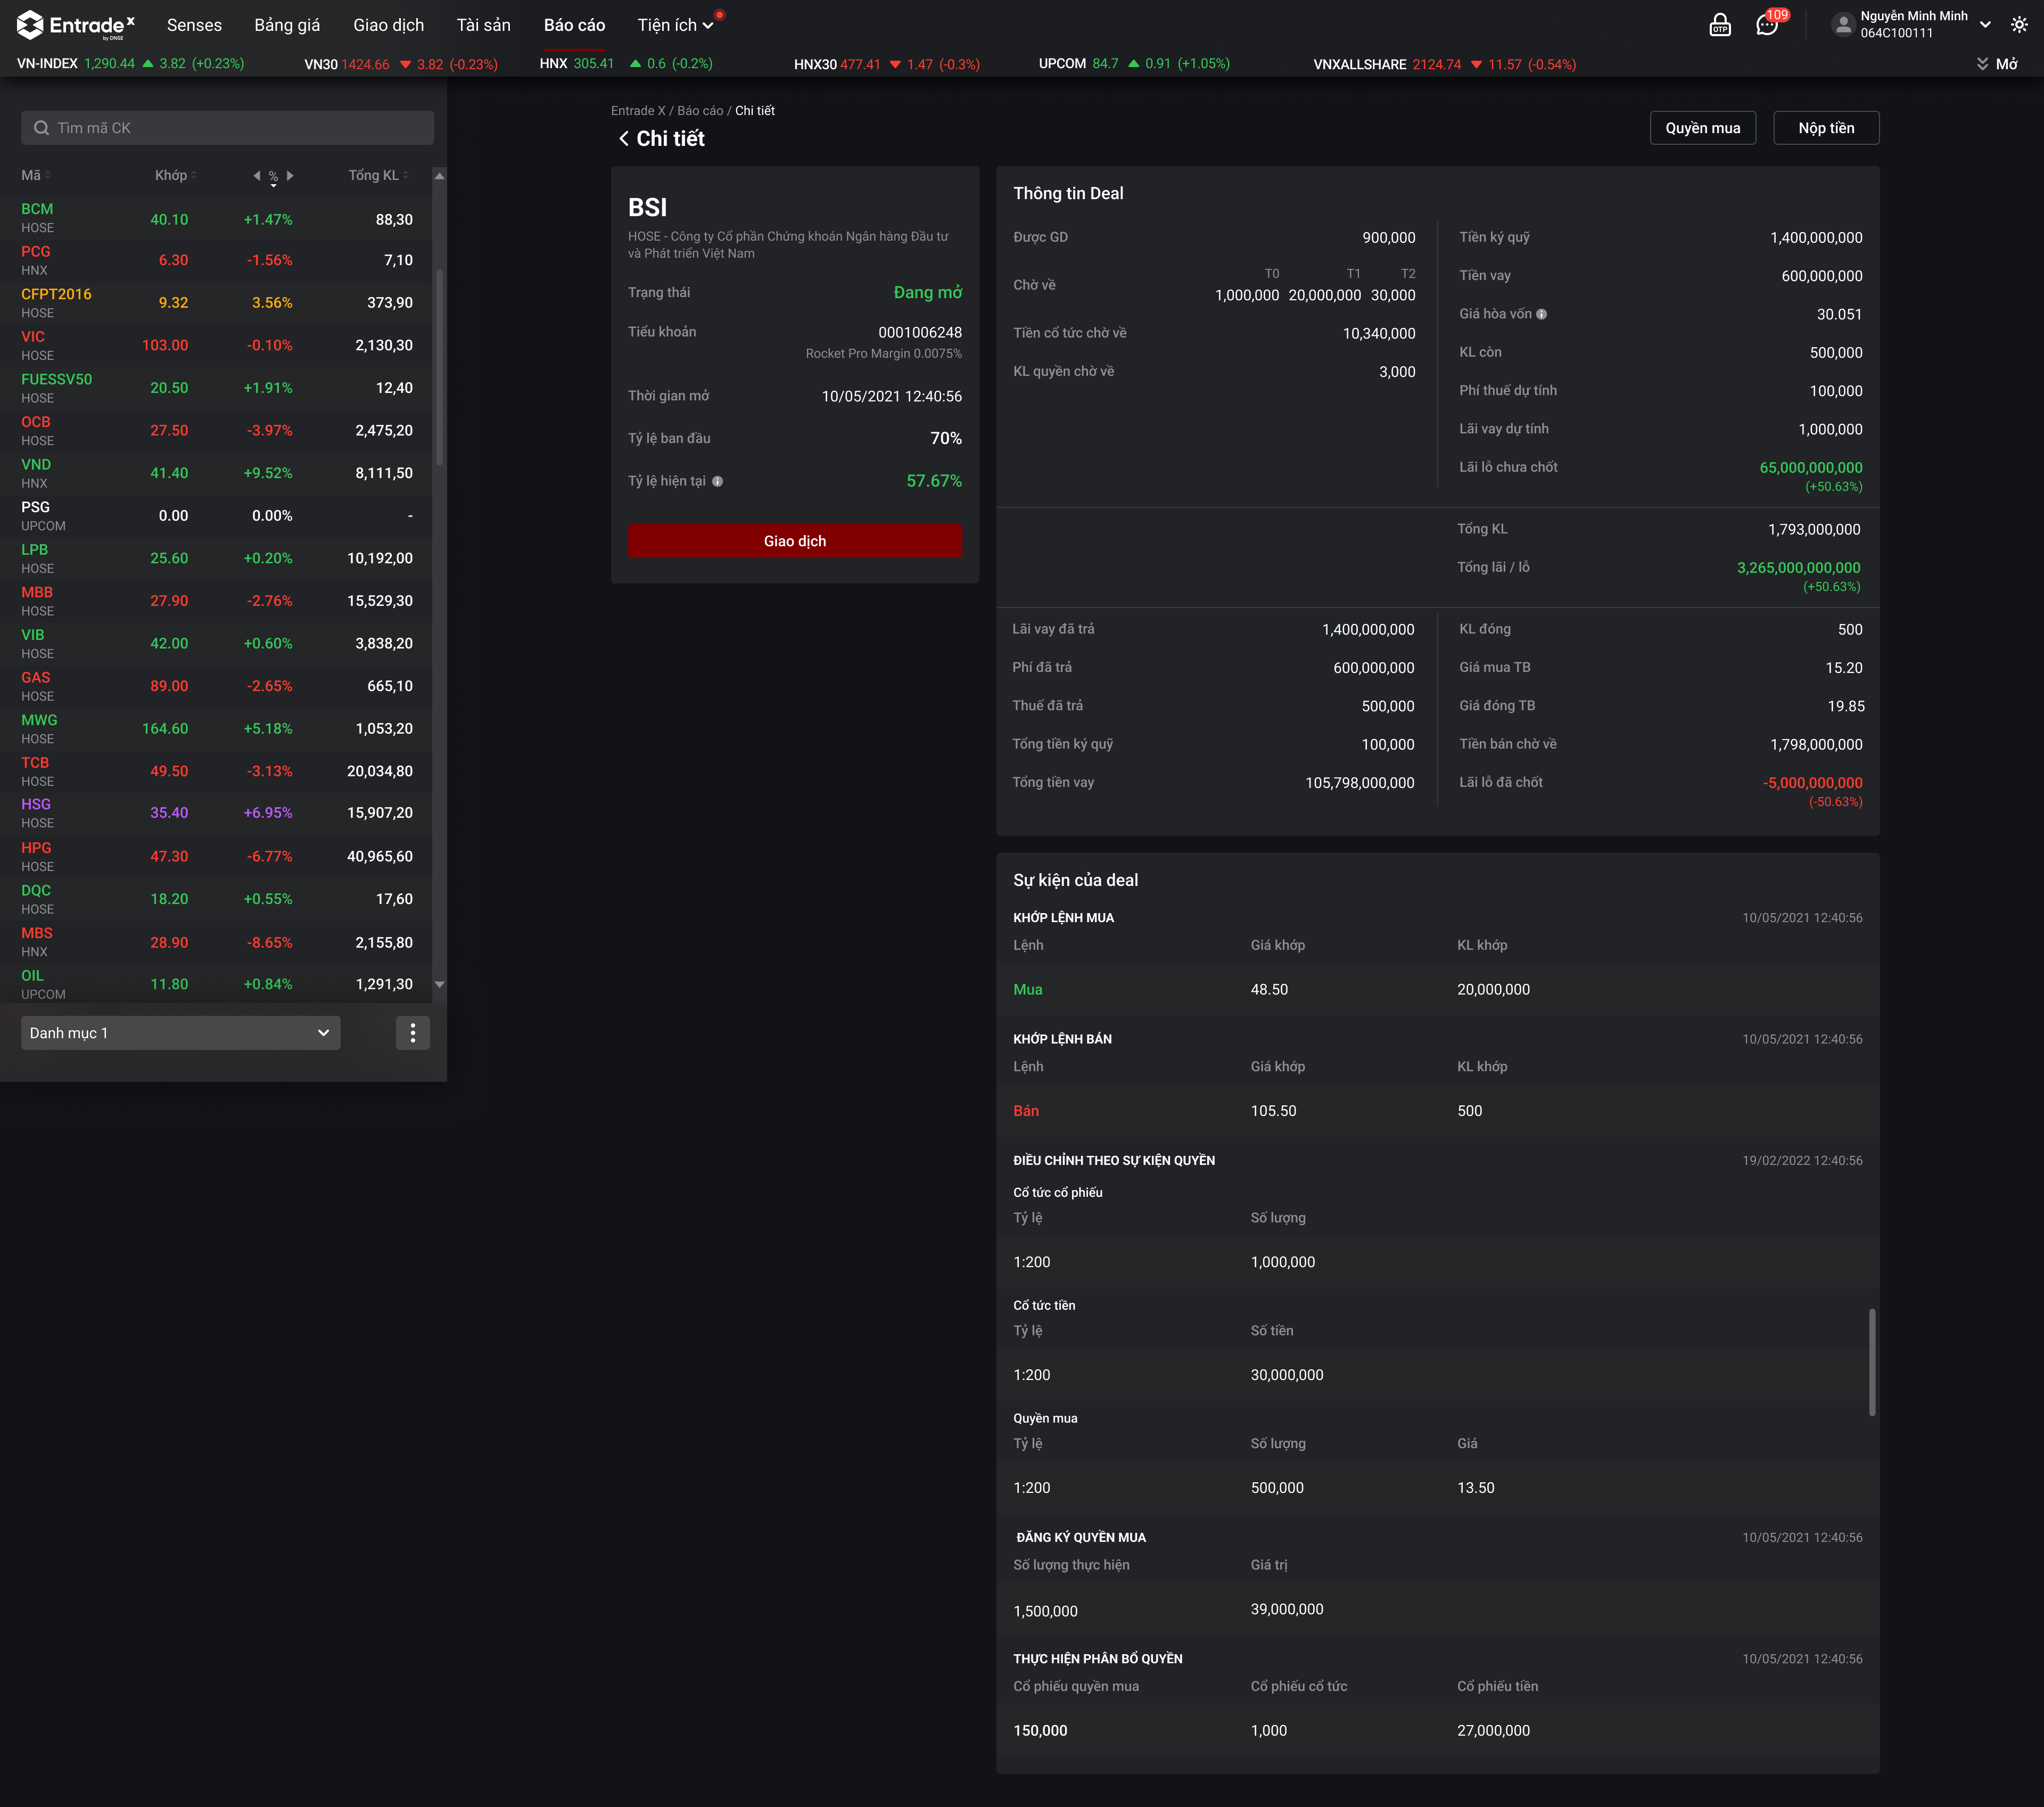 Entrade X
by DNSE
Senses
Bảng giá
Giao dịch
Tài sản
Báo cáo
Tiện ích
OTP
109
Nguyễn Minh Minh
064C100111
VN-INDEX 1,290.44 3.82 (+0.23%)
VN30 1424.66 3.82 (-0.23%)
HNX 305.41 0.6 (-0.2%)
HNX30 477.41 1.47 (-0.3%)
UPCOM 84.7 0.91 (+1.05%)
VNXALLSHARE 2124.74 11.57 (-0.54%)
Mở
Tìm mã CK
Mã Khớp % Tổng KL
BCM 40.10 +1.47% 88,30
HOSE
PCG 6.30 -1.56% 7,10
HNX
CFPT2016 9.32 3.56% 373,90
HOSE
VIC 103.00 -0.10% 2,130,30
HOSE
FUESSV50 20.50 +1.91% 12,40
HOSE
OCB 27.50 -3.97% 2,475,20
HOSE
VND 41.40 +9.52% 8,111,50
HNX
PSG 0.00 0.00% -
UPCOM
LPB 25.60 +0.20% 10,192,00
HOSE
MBB 27.90 -2.76% 15,529,30
HOSE
VIB 42.00 +0.60% 3,838,20
HOSE
GAS 89.00 -2.65% 665,10
HOSE
MWG 164.60 +5.18% 1,053,20
HOSE
TCB 49.50 -3.13% 20,034,80
HOSE
HSG 35.40 +6.95% 15,907,20
HOSE
HPG 47.30 -6.77% 40,965,60
HOSE
DQC 18.20 +0.55% 17,60
HOSE
MBS 28.90 -8.65% 2,155,80
HNX
OIL 11.80 +0.84% 1,291,30
UPCOM
Danh mục 1
Entrade X / Báo cáo / Chi tiết
Chi tiết
Quyền mua
Nộp tiền
BSI
HOSE - Công ty Cổ phần Chứng khoán Ngân hàng Đầu tư
và Phát triển Việt Nam
Trạng thái Đang mở
Tiểu khoản 0001006248
Rocket Pro Margin 0.0075%
Thời gian mở 10/05/2021 12:40:56
Tỷ lệ ban đầu 70%
Tỷ lệ hiện tại 57.67%
Giao dịch
Thông tin Deal
Được GD 900,000
T0 T1 T2
Chờ về 1,000,000 20,000,000 30,000
Tiền cổ tức chờ về 10,340,000
KL quyền chờ về 3,000
Tiền ký quỹ 1,400,000,000
Tiền vay 600,000,000
Giá hòa vốn 30.051
KL còn 500,000
Phí thuế dự tính 100,000
Lãi vay dự tính 1,000,000
Lãi lỗ chưa chốt 65,000,000,000
(+50.63%)
Tổng KL 1,793,000,000
Tổng lãi / lỗ 3,265,000,000,000
(+50.63%)
Lãi vay đã trả 1,400,000,000
Phí đã trả 600,000,000
Thuế đã trả 500,000
Tổng tiền ký quỹ 100,000
Tổng tiền vay 105,798,000,000
KL đóng 500
Giá mua TB 15.20
Giá đóng TB 19.85
Tiền bán chờ về 1,798,000,000
Lãi lỗ đã chốt -5,000,000,000
(-50.63%)
Sự kiện của deal
KHỚP LỆNH MUA 10/05/2021 12:40:56
Lệnh Giá khớp KL khớp
Mua 48.50 20,000,000
KHỚP LỆNH BÁN 10/05/2021 12:40:56
Lệnh Giá khớp KL khớp
Bán 105.50 500
ĐIỀU CHỈNH THEO SỰ KIỆN QUYỀN 19/02/2022 12:40:56
Cổ tức cổ phiếu
Tỷ lệ Số lượng
1:200 1,000,000
Cổ tức tiền
Tỷ lệ Số tiền
1:200 30,000,000
Quyền mua
Tỷ lệ Số lượng Giá
1:200 500,000 13.50
ĐĂNG KÝ QUYỀN MUA 10/05/2021 12:40:56
Số lượng thực hiện Giá trị
1,500,000 39,000,000
THỰC HIỆN PHÂN BỔ QUYỀN 10/05/2021 12:40:56
Cổ phiếu quyền mua Cổ phiếu cổ tức Cổ phiếu tiền
150,000 1,000 27,000,000